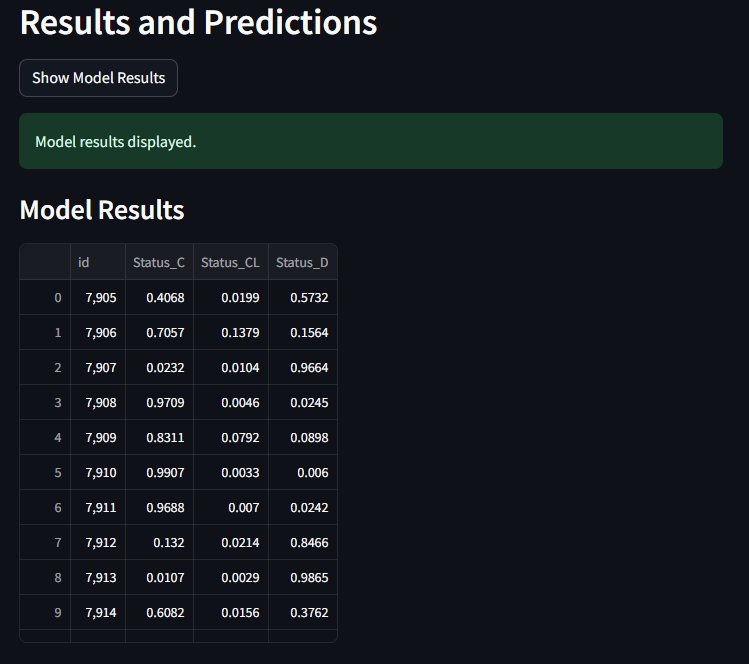 Results and Predictions
Show Model Results
Model results displayed.
Model Results
id Status_C Status_CL Status_D
0 7,905 0.4068 0.0199 0.5732
1 7,906 0.7057 0.1379 0.1564
2 7,907 0.0232 0.0104 0.9664
3 7,908 0.9709 0.0046 0.0245
4 7,909 0.8311 0.0792 0.0898
5 7,910 0.9907 0.0033 0.006
6 7,911 0.9688 0.007 0.0242
7 7,912 0.132 0.0214 0.8466
8 7,913 0.0107 0.0029 0.9865
9 7,914 0.6082 0.0156 0.3762